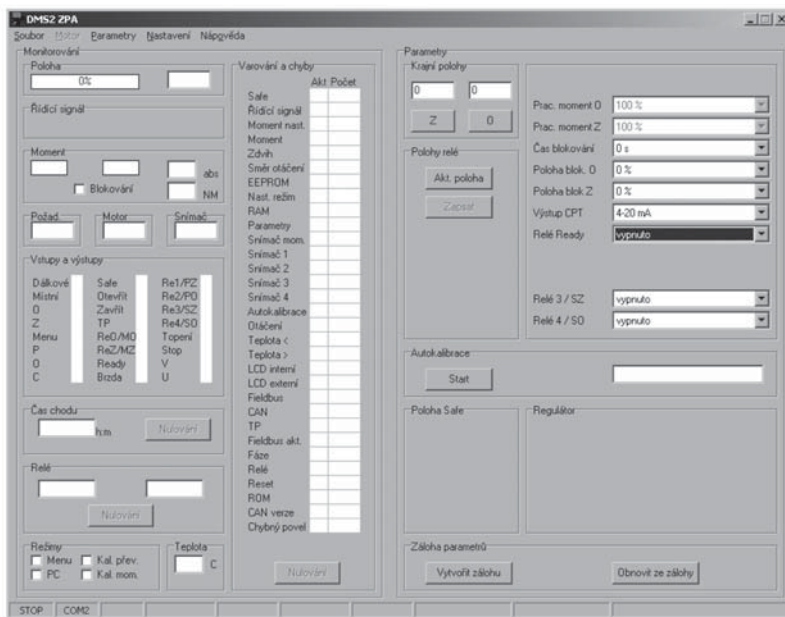 DMS2 ZPA
Soubor Motor Parametry Nastavení Nápověda
Monitorování
Poloha
0%
Řídící signál
Moment
abs
Blokování
NM
Požad.
Motor
Snímač
Vstupy a výstupy
Dálkové Safe Re1/PZ
Místní Otevřít Re2/PO
O Zavřít Re3/SZ
Z TP Re4/SO
Menu ReO/MO Topení
P ReZ/MZ Stop
O Ready V
C Brzda U
Čas chodu
h:m
Nulování
Relé
Nulování
Režimy
Menu Kal. přev.
PC Kal. mom.
Teplota
C
Varování a chyby
Akt Počet
Safe
Řídící signál
Moment nast.
Moment
Zdvih
Směr otáčení
EEPROM
Nast. režim
RAM
Parametry
Snímač mom.
Snímač 1
Snímač 2
Snímač 3
Snímač 4
Autokalibrace
Otáčení
Teplota <
Teplota >
LCD interní
LCD externí
Fieldbus
CAN
TP
Fieldbus akt.
Fáze
Relé
Reset
ROM
CAN verze
Chybný povel
Nulování
Parametry
Krajní polohy
0 0
Z O
Polohy relé
Akt. poloha
Zapsat
Prac. moment O 100 %
Prac. moment Z 100 %
Čas blokování 0 s
Poloha blok. O 0 %
Poloha blok Z 0 %
Výstup CPT 4-20 mA
Relé Ready vypnuto
Relé 3 / SZ vypnuto
Relé 4 / SO vypnuto
Autokalibrace
Start
Poloha Safe
Regulátor
Záloha parametrů
Vytvořit zálohu
Obnovit ze zálohy
STOP COM2